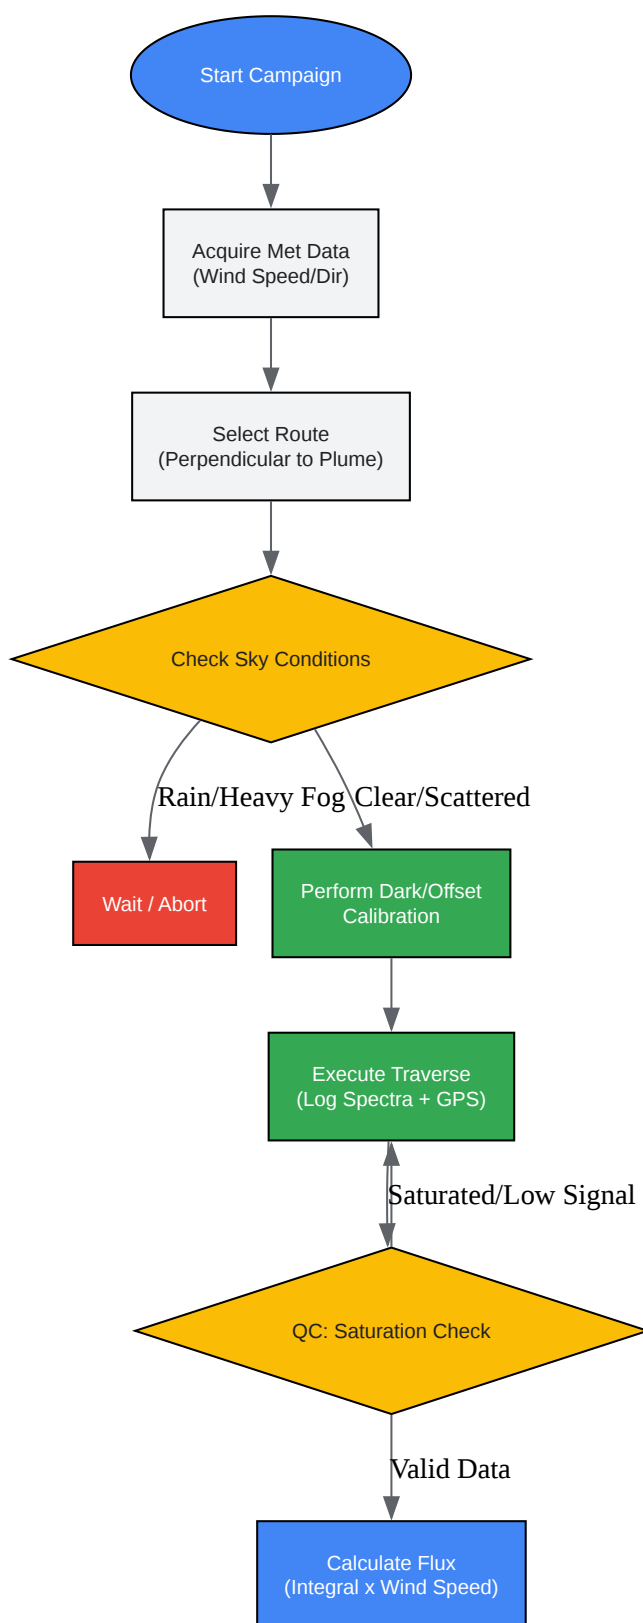 Start Campaign
Acquire Met Data
(Wind Speed/Dir)
Select Route
(Perpendicular to Plume)
Check Sky Conditions
Rain/Heavy Fog
Clear/Scattered
Wait / Abort
Perform Dark/Offset
Calibration
Execute Traverse
(Log Spectra + GPS)
Saturated/Low Signal
QC: Saturation Check
Valid Data
Calculate Flux
(Integral x Wind Speed)